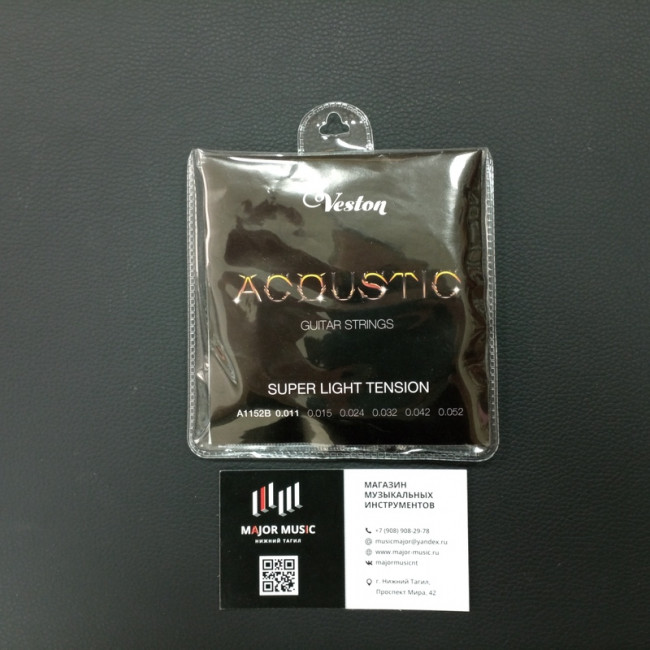 Veston
ACOUSTIC
GUITAR STRINGS
SUPER LIGHT TENSION
A1152B 0.011 0.015 0.024 0.032 0.042 0.052
MAJOR MUSIC
НИЖНИЙ ТАГИЛ
МАГАЗИН
МУЗЫКАЛЬНЫХ
ИНСТРУМЕНТОВ
+7 (908) 908-29-78
musicmajor@yandex.ru
www.major-music.ru
majormusicnt
г. Нижний Тагил,
Проспект Мира, 42